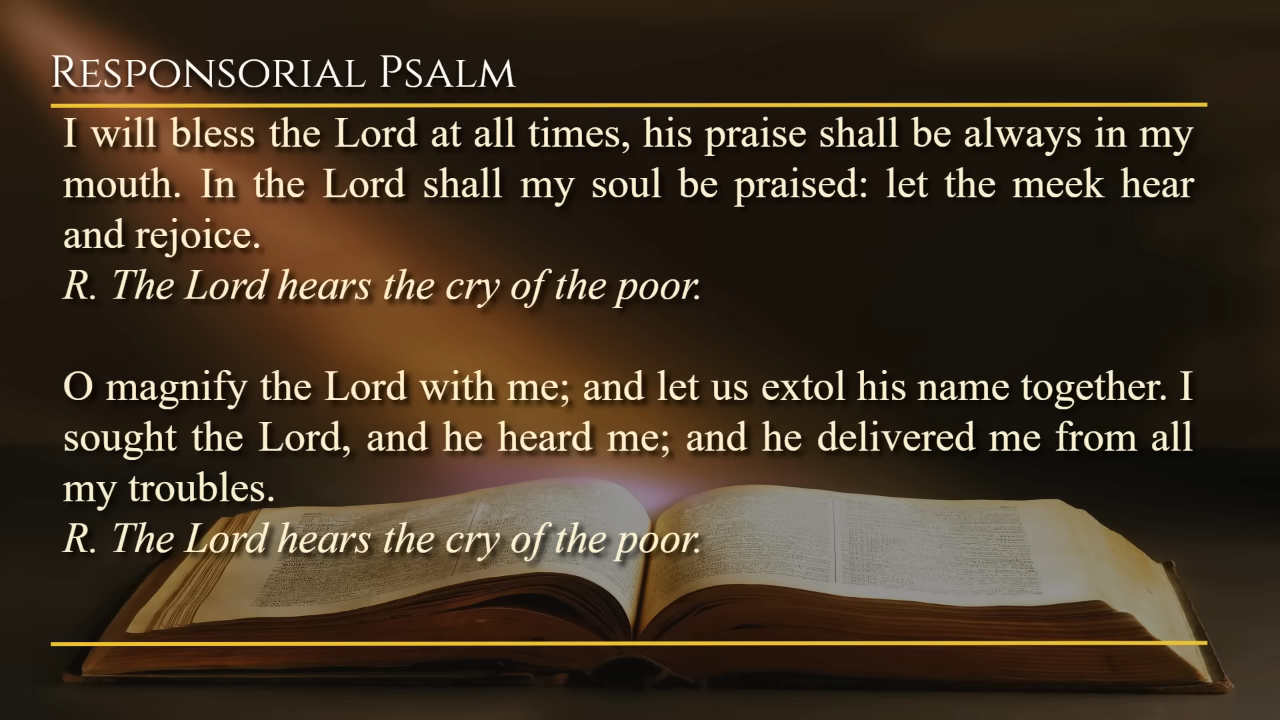 Responsorial Psalm
I will bless the Lord at all times, his praise shall be always in my
mouth. In the Lord shall my soul be praised: let the meek hear
and rejoice.
R. The Lord hears the cry of the poor.
O magnify the Lord with me; and let us extol his name together. I
sought the Lord, and he heard me; and he delivered me from all
my troubles.
R. The Lord hears the cry of the poor.